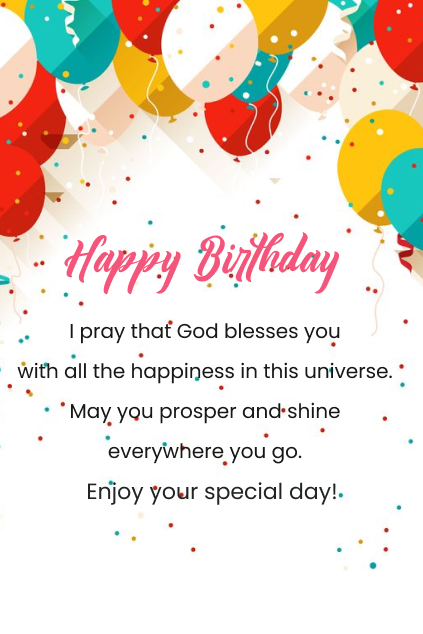 Happy Birthday
I pray that God blesses you
with all the happiness in this universe.
May you prosper and shine
everywhere you go.
Enjoy your special day!